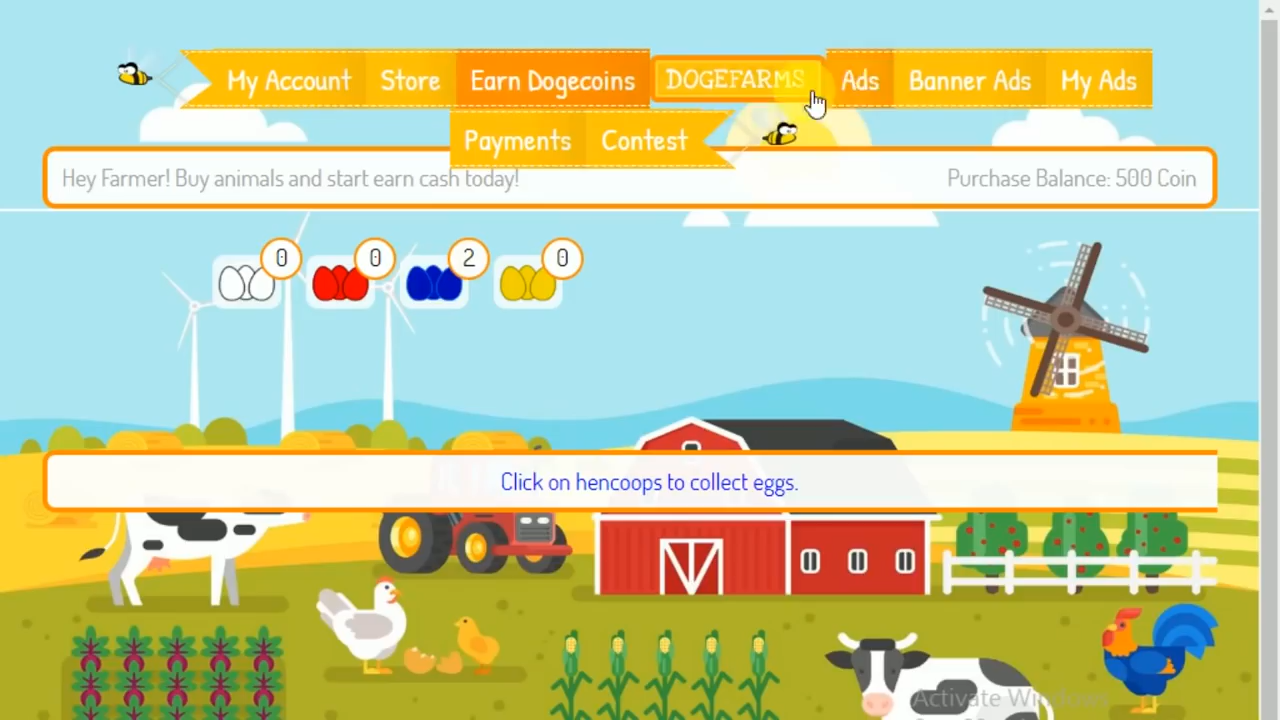 My Account Store Earn Dogecoins DOGEFARMS Ads Banner Ads My Ads
Payments Contest
Hey Farmer! Buy animals and start earn cash today! Purchase Balance: 500 Coin
0 0 2 0
Click on hencoops to collect eggs.
Activate Windows